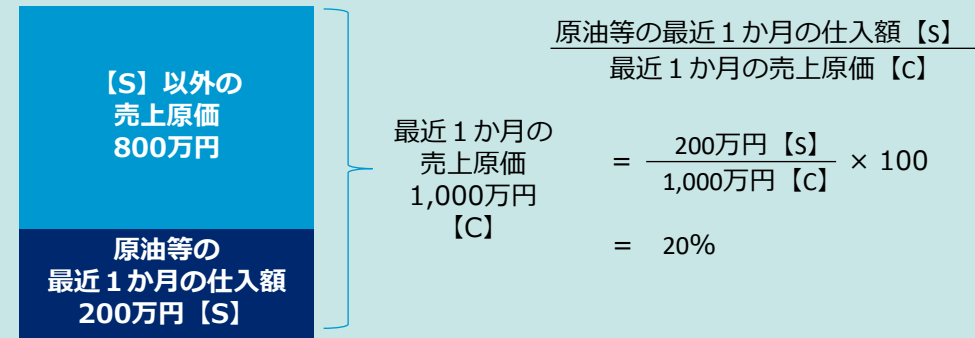 【S】以外の
売上原価
800万円
原油等の
最近１か月の仕入額
200万円【S】
最近１か月の
売上原価
1,000万円
【C】
原油等の最近１か月の仕入額【S】
最近１か月の売上原価【C】
= 200万円【S】 × 100
1,000万円【C】
= 20%